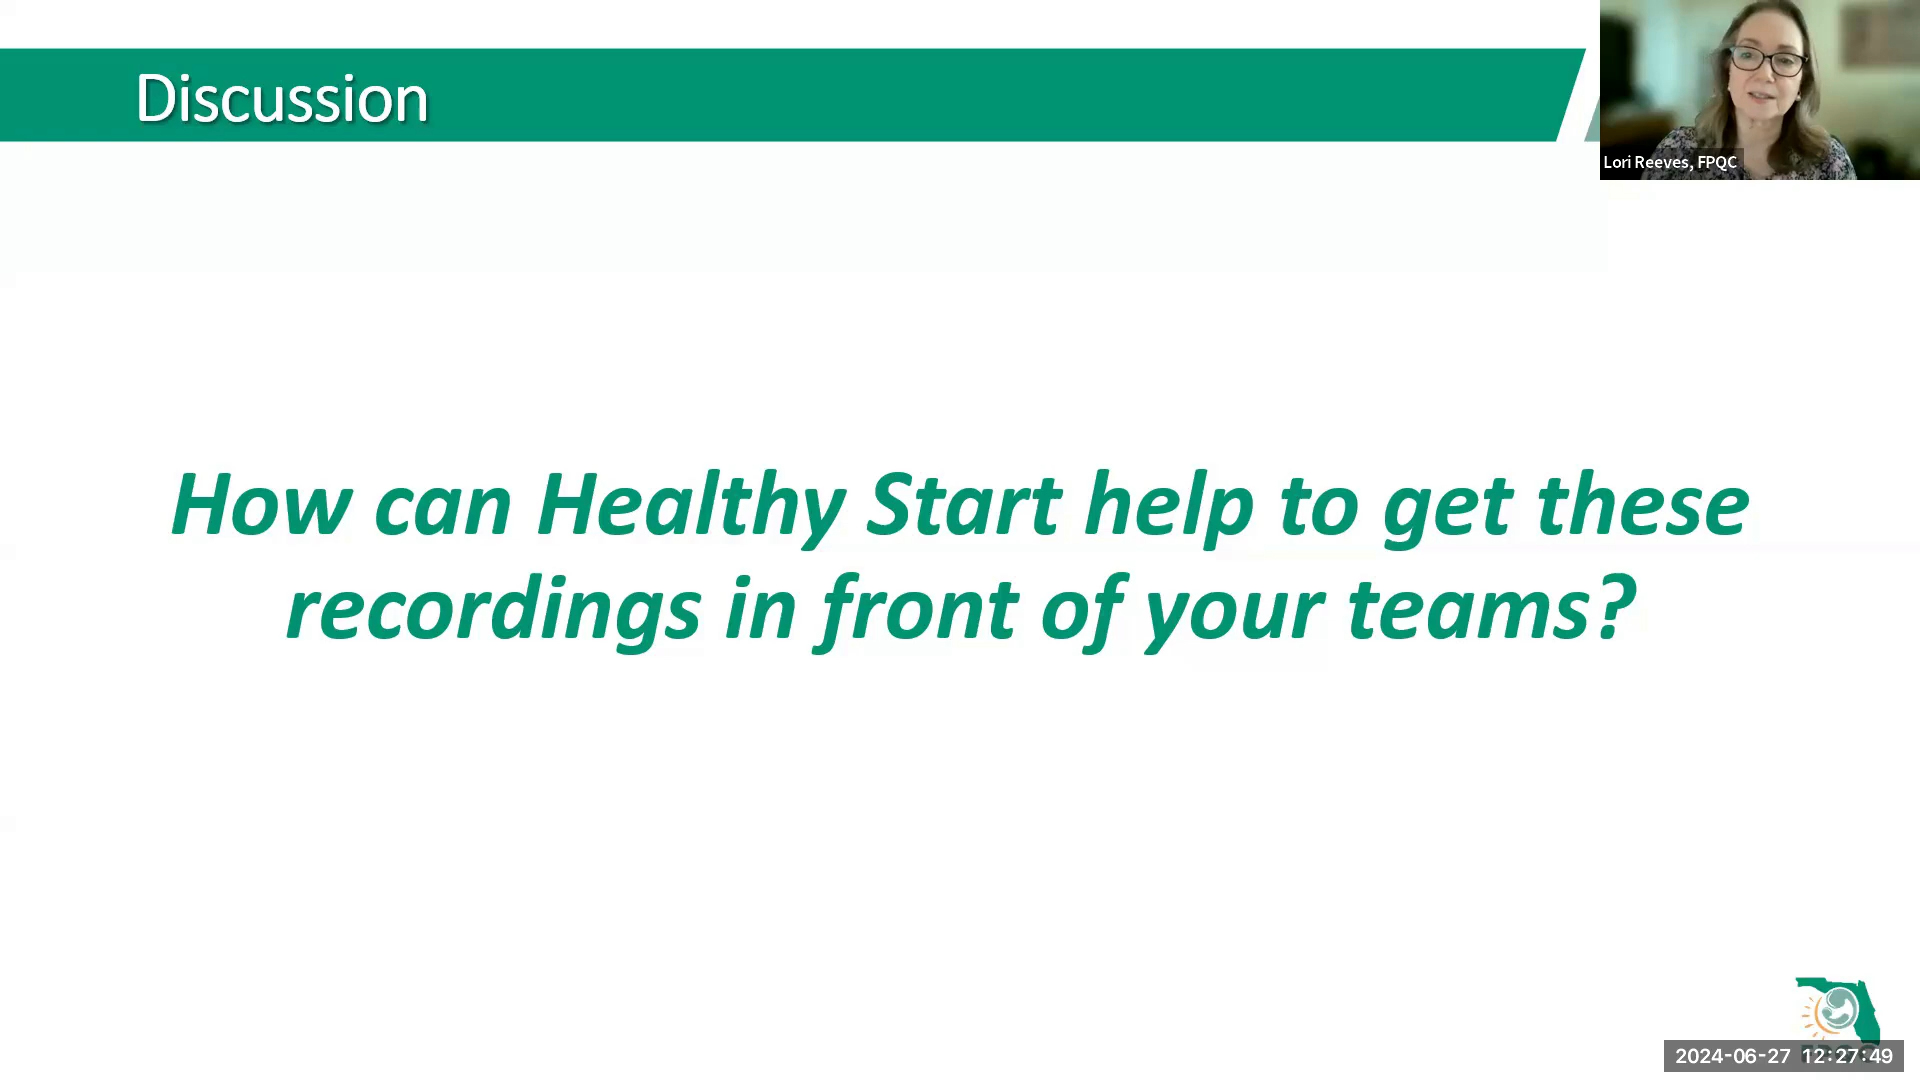 Discussion
Lori Reeves, FPQC
How can Healthy Start help to get these
recordings in front of your teams?
2024-06-27 12:27:49